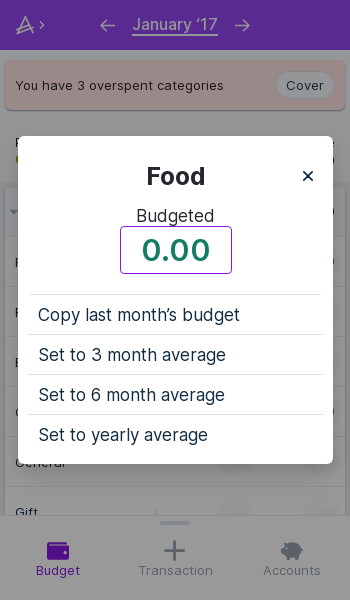 January ‘17
You have 3 overspent categories
Cover
Food
Budgeted
0.00
Copy last month’s budget
Set to 3 month average
Set to 6 month average
Set to yearly average
General
Gift
0.00
0.00
Budget
Transaction
Accounts